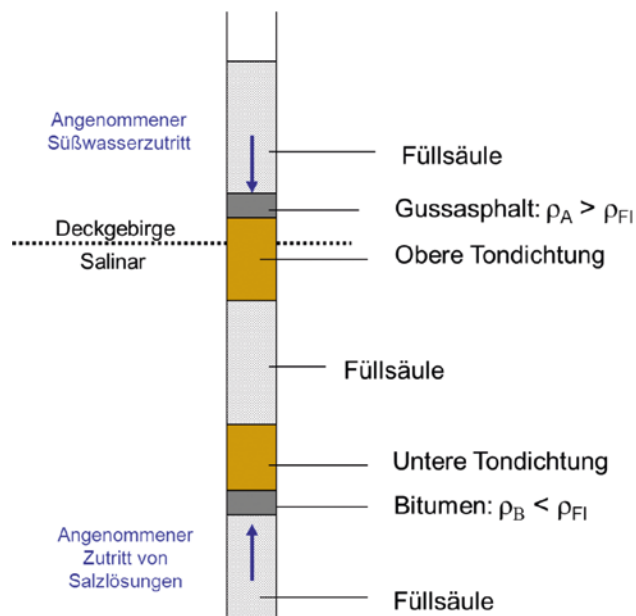 Angenommener
Süßwasserzutritt
Füllsäule
Gussasphalt: ρA > ρFl
Deckgebirge
Salinar
Obere Tondichtung
Füllsäule
Untere Tondichtung
Bitumen: ρB < ρFl
Angenommener
Zutritt von
Salzlösungen
Füllsäule